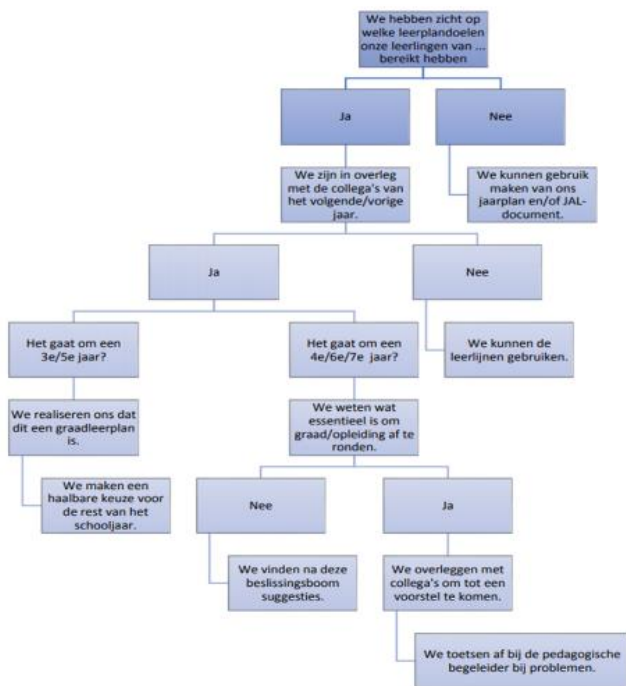 We hebben zicht op
welke leerplandoelen
onze leerlingen van ...
bereikt hebben
Ja
Nee
We zijn in overleg
met de collega's van
het volgende/vorige
jaar.
We kunnen gebruik
maken van ons
jaarplan en/of JAL-
document.
Ja
Nee
Het gaat om een
3e/5e jaar?
Het gaat om een
4e/6e/7e jaar?
We kunnen de
leerlijnen gebruiken.
We realiseren ons dat
dit een graadleerplan
is.
We weten wat
essentieel is om
graad/opleiding af te
ronden.
We maken een
haalbare keuze voor
de rest van het
schooljaar.
Nee
Ja
We vinden na deze
beslissingsboom
suggesties.
We overleggen met
collega's om tot een
voorstel te komen.
We toetsen af bij de pedagogische
begeleider bij problemen.